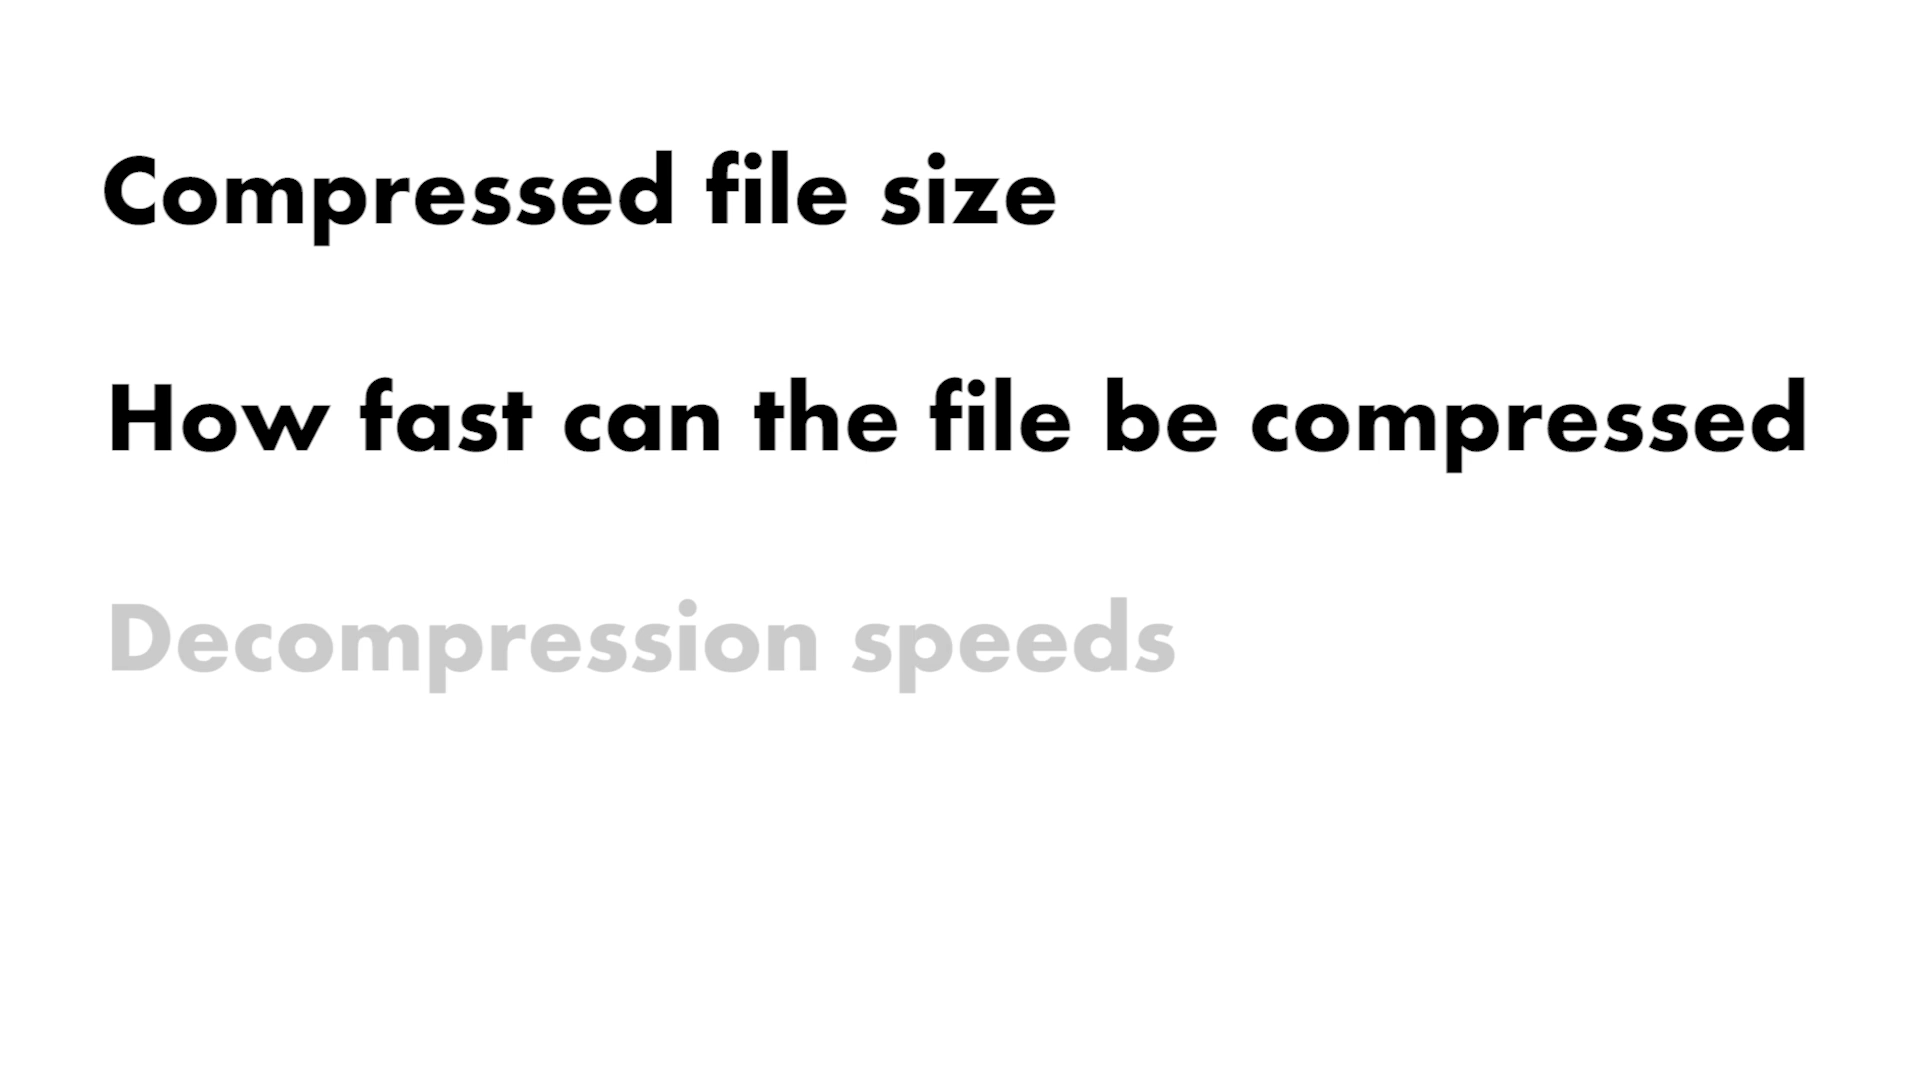 Compressed file size
How fast can the file be compressed
Decompression speeds